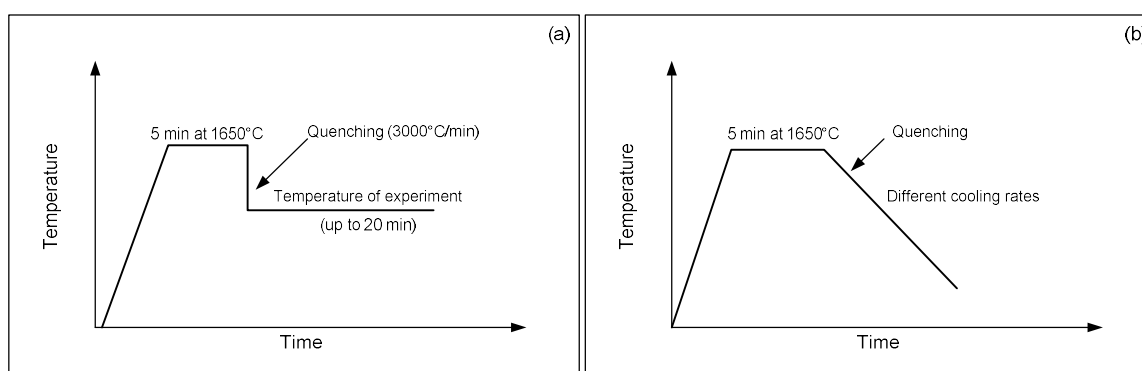 (a)
5 min at 1650°C
Quenching (3000°C/min)
Temperature of experiment
(up to 20 min)
Temperature
Time
(b)
5 min at 1650°C
Quenching
Different cooling rates
Temperature
Time